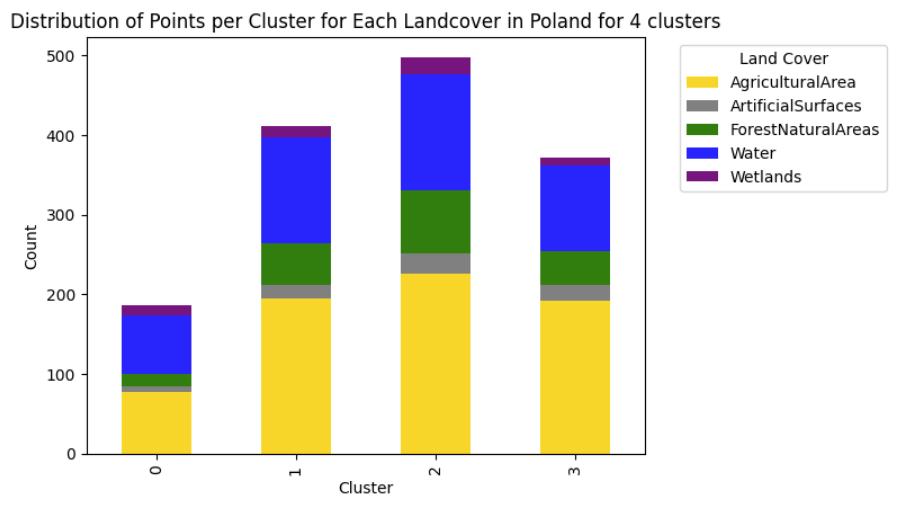 Distribution of Points per Cluster for Each Landcover in Poland for 4 clusters
500
400
300
200
100
0
Count
0
1
2
3
Cluster
Land Cover
AgriculturalArea
ArtificialSurfaces
ForestNaturalAreas
Water
Wetlands